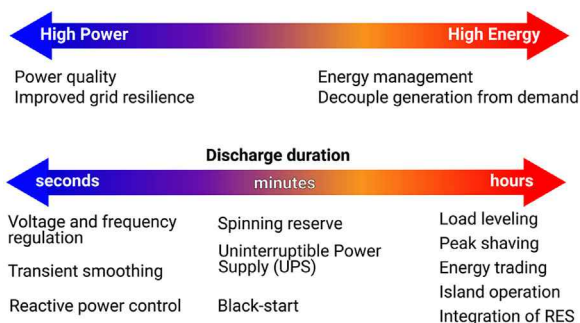 High Power High Energy
Power quality
Improved grid resilience
Energy management
Decouple generation from demand
Discharge duration
seconds minutes hours
Voltage and frequency
regulation
Transient smoothing
Reactive power control
Spinning reserve
Uninterruptible Power
Supply (UPS)
Black-start
Load leveling
Peak shaving
Energy trading
Island operation
Integration of RES